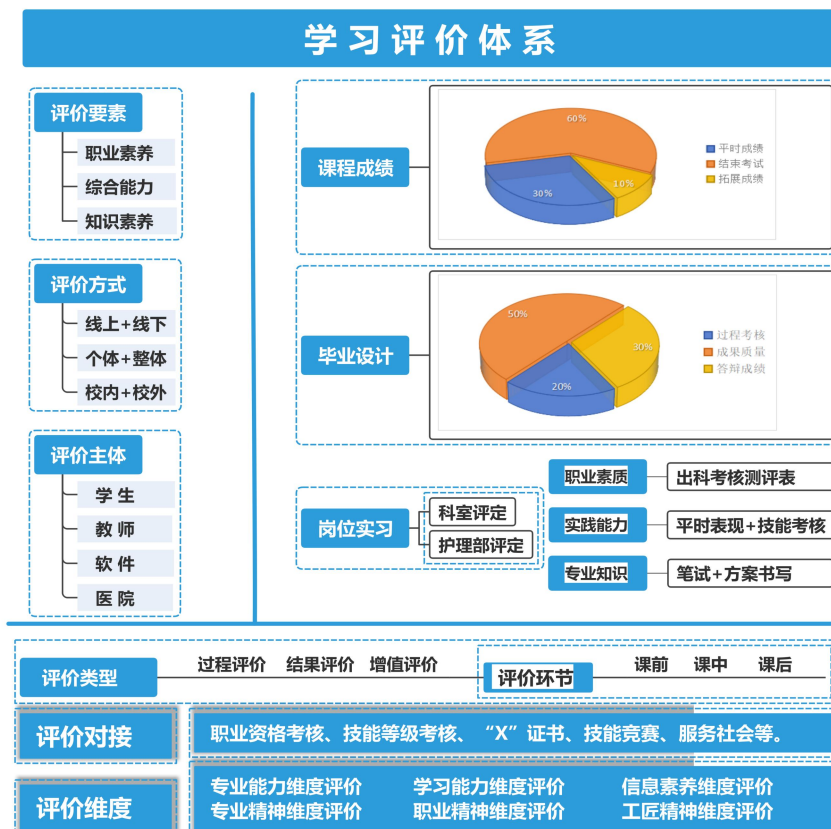 学习评价体系
评价要素
职业素养
综合能力
知识素养
评价方式
线上+线下
个体+整体
校内+校外
评价主体
学生
教师
软件
医院
课程成绩
60%
30%
10%
平时成绩
结束考试
拓展成绩
毕业设计
50%
30%
20%
过程考核
成果质量
答辩成绩
岗位实习
科室评定
护理部评定
职业素质
出科考核测评表
实践能力
平时表现+技能考核
专业知识
笔试+方案书写
评价类型
过程评价 结果评价 增值评价
评价环节
课前 课中 课后
评价对接
职业资格考核、技能等级考核、“X”证书、技能竞赛、服务社会等。
评价维度
专业能力维度评价 学习能力维度评价 信息素养维度评价
专业精神维度评价 职业精神维度评价 工匠精神维度评价